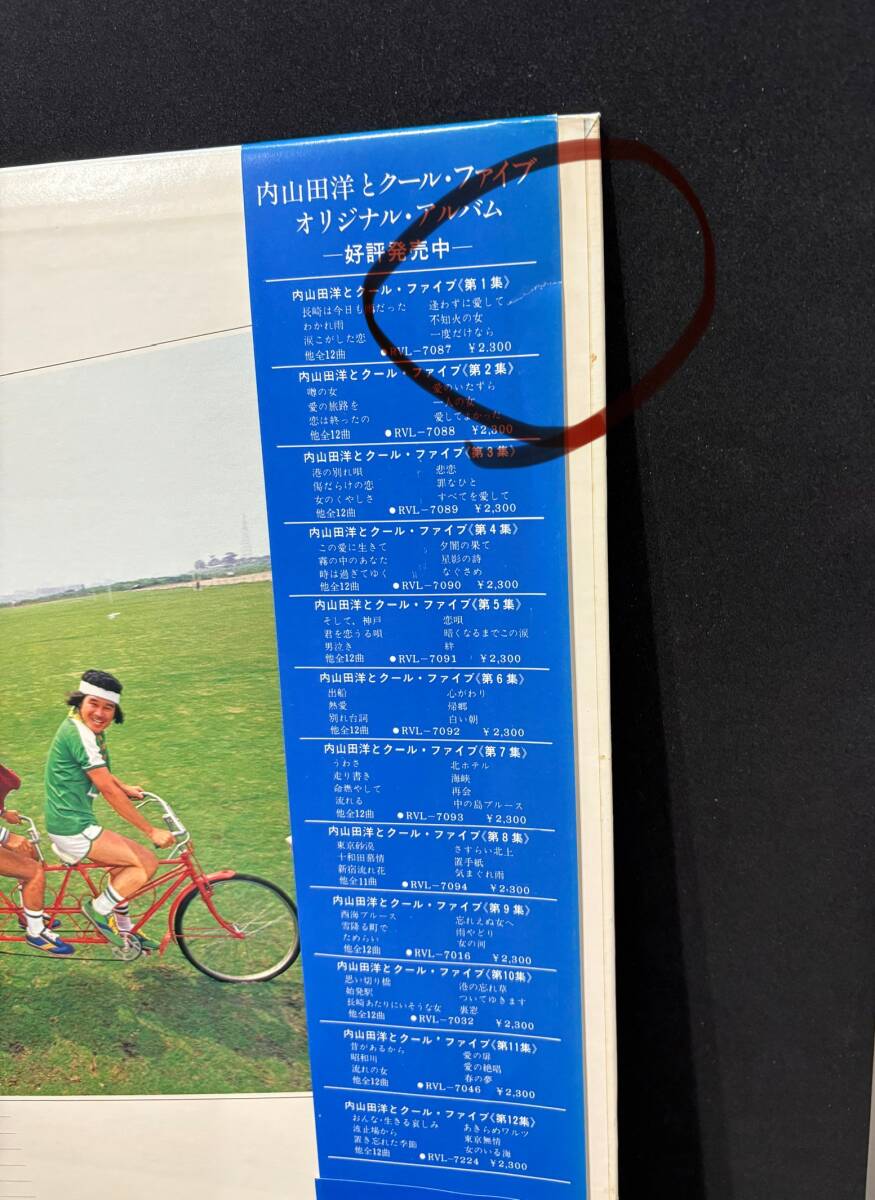 内山田洋とクール・ファイブ
オリジナル・アルバム
—好評発売中—
内山田洋とクール・ファイブ《第1集》
長崎は今日も雨だった 逢わずに愛して
わかれ雨 不知火の女
涙こがした恋 一度だけなら
他全12曲 ●RVL-7087 ¥2,300
内山田洋とクール・ファイブ《第2集》
噂の女 愛のいたずら
愛の旅路を 一人の女
恋は終ったの 愛してよかった
他全12曲 ●RVL-7088 ¥2,300
内山田洋とクール・ファイブ《第3集》
港の別れ唄 悲恋
傷だらけの恋 罪なひと
女のくやしさ すべてを愛して
他全12曲 ●RVL-7089 ¥2,300
内山田洋とクール・ファイブ《第4集》
この愛に生きて 夕闇の果て
霧の中のあなた 星影の詩
時は過ぎてゆく なぐさめ
他全12曲 ●RVL-7090 ¥2,300
内山田洋とクール・ファイブ《第5集》
そして、神戸 恋唄
君を恋うる唄 暗くなるまでこの涙
男泣き 絆
他全12曲 ●RVL-7091 ¥2,300
内山田洋とクール・ファイブ《第6集》
出船 心がわり
熱愛 帰郷
別れ台詞 白い朝
他全12曲 ●RVL-7092 ¥2,300
内山田洋とクール・ファイブ《第7集》
うわさ 北ホテル
走り書き 海峡
命燃やして 再会
流れる 中の島ブルース
他全12曲 ●RVL-7093 ¥2,300
内山田洋とクール・ファイブ《第8集》
東京砂漠 さすらい北上
十和田慕情 置手紙
新宿流れ花 気まぐれ雨
他全11曲 ●RVL-7094 ¥2,300
内山田洋とクール・ファイブ《第9集》
西海ブルース 忘れえぬ女へ
雪降る町で 雨やどり
ためらい 女の河
他全12曲 ●RVL-7016 ¥2,300
内山田洋とクール・ファイブ《第10集》
思い切り橋 港の忘れ草
始発駅 ついてゆきます
長崎あたりにいそうな女 裏窓
他全12曲 ●RVL-7032 ¥2,300
内山田洋とクール・ファイブ《第11集》
昔があるから 愛の扉
昭和川 愛の絶唱
流れの女 春の夢
他全12曲 ●RVL-7046 ¥2,300
内山田洋とクール・ファイブ《第12集》
おんな・生きる哀しみ あきらめワルツ
波止場から 東京無情
置き忘れた季節 女のいる海
他全12曲 ●RVL-7224 ¥2,300